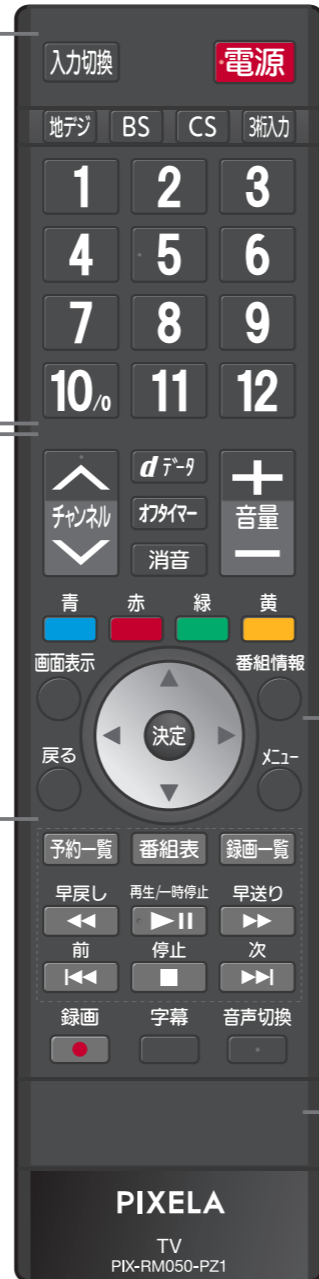 入力切換 電源
地デジ BS CS 3桁入力
1 2 3
4 5 6
7 8 9
10/0 11 12
dデータ
チャンネル オフタイマー 音量
消音
青 赤 緑 黄
画面表示 番組情報
戻る 決定 メニュー
予約一覧 番組表 録画一覧
早戻し 再生/一時停止 早送り
前 停止 次
録画 字幕 音声切換
PIXELA
TV
PIX-RM050-PZ1